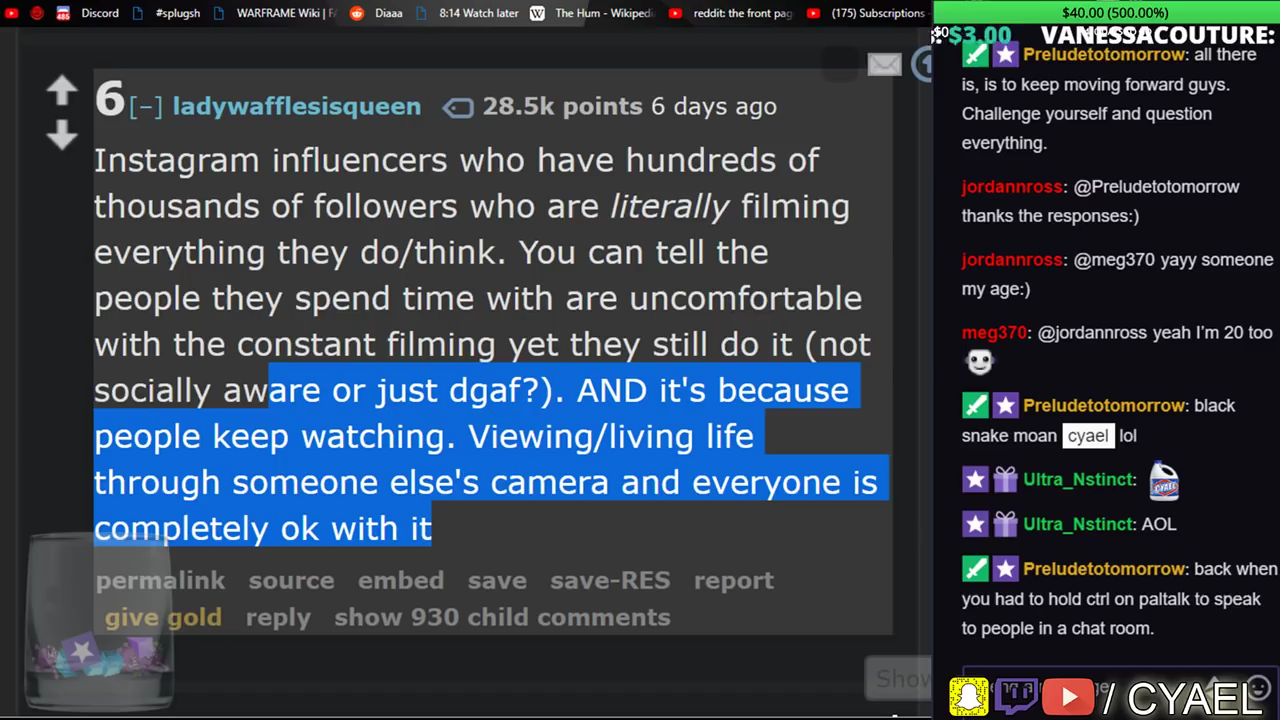 Discord
#splugsh
WARFRAME Wiki | FA
Diaaa
8:14 Watch later
The Hum - Wikipedi
reddit: the front pag
(175) Subscriptions -
6[–] ladywafflesisqueen 28.5k points 6 days ago
Instagram influencers who have hundreds of
thousands of followers who are literally filming
everything they do/think. You can tell the
people they spend time with are uncomfortable
with the constant filming yet they still do it (not
socially aware or just dgaf?). AND it's because
people keep watching. Viewing/living life
through someone else's camera and everyone is
completely ok with it
permalink source embed save save-RES report
give gold reply show 930 child comments
Show
$40.00 (500.00%)
$3.00 VANESSACOUTURE:
Preludetotomorrow: all there
is, is to keep moving forward guys.
Challenge yourself and question
everything.
jordannross: @Preludetotomorrow
thanks the responses:)
jordannross: @meg370 yayy someone
my age:)
meg370: @jordannross yeah I'm 20 too
Preludetotomorrow: black
snake moan cyael lol
Ultra_Nstinct:
CYAEL
Ultra_Nstinct: AOL
Preludetotomorrow: back when
you had to hold ctrl on paltalk to speak
to people in a chat room.
/ CYAEL